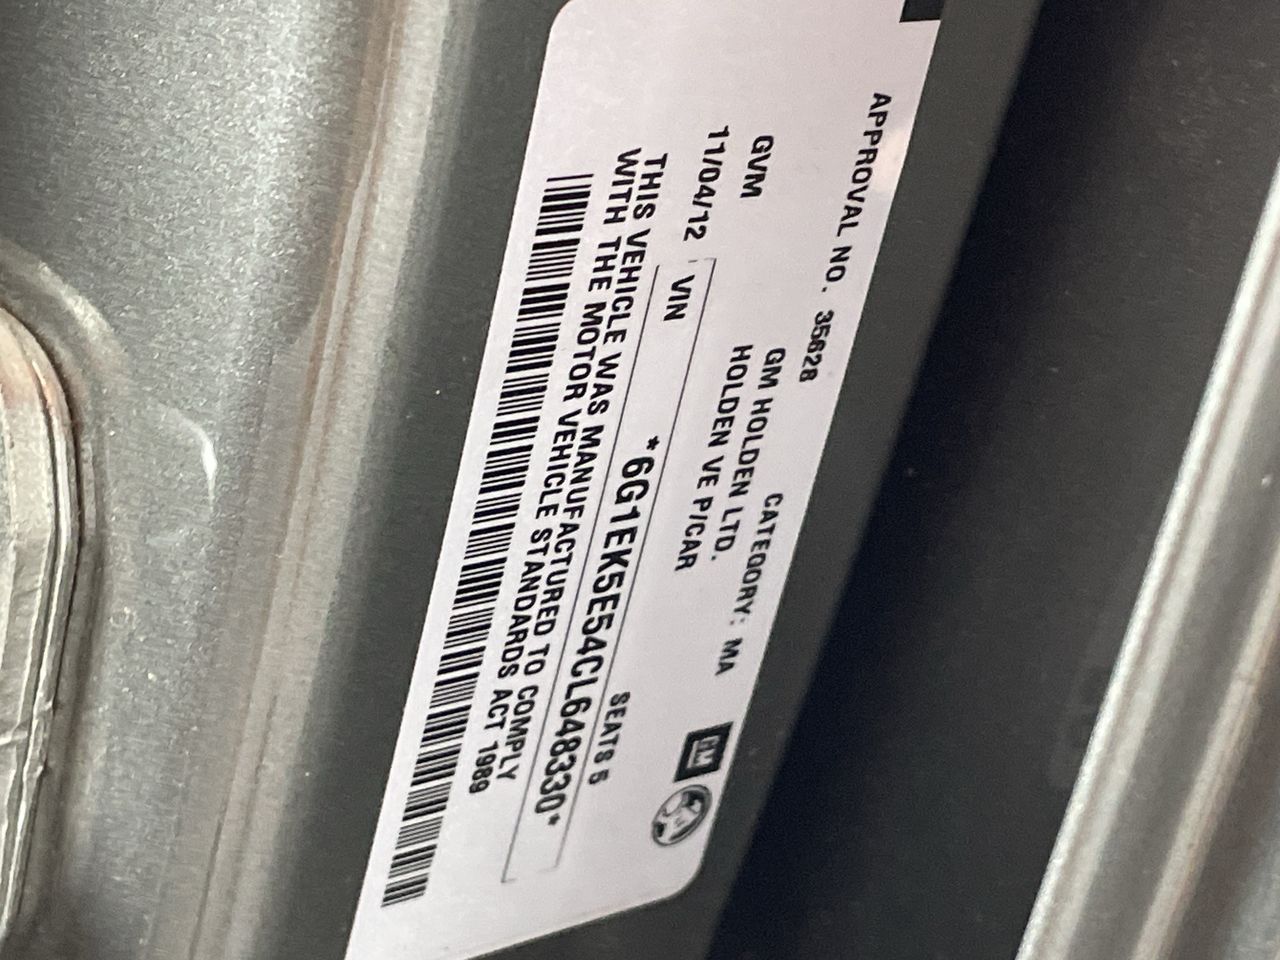 APPROVAL NO. 35628
CATEGORY: MA
GM
GM HOLDEN LTD.
GVM
HOLDEN VE P/CAR
11/04/12
SEATS 5
VIN
*6G1EK5E54CL648330*
THIS VEHICLE WAS MANUFACTURED TO COMPLY
WITH THE MOTOR VEHICLE STANDARDS ACT 1989